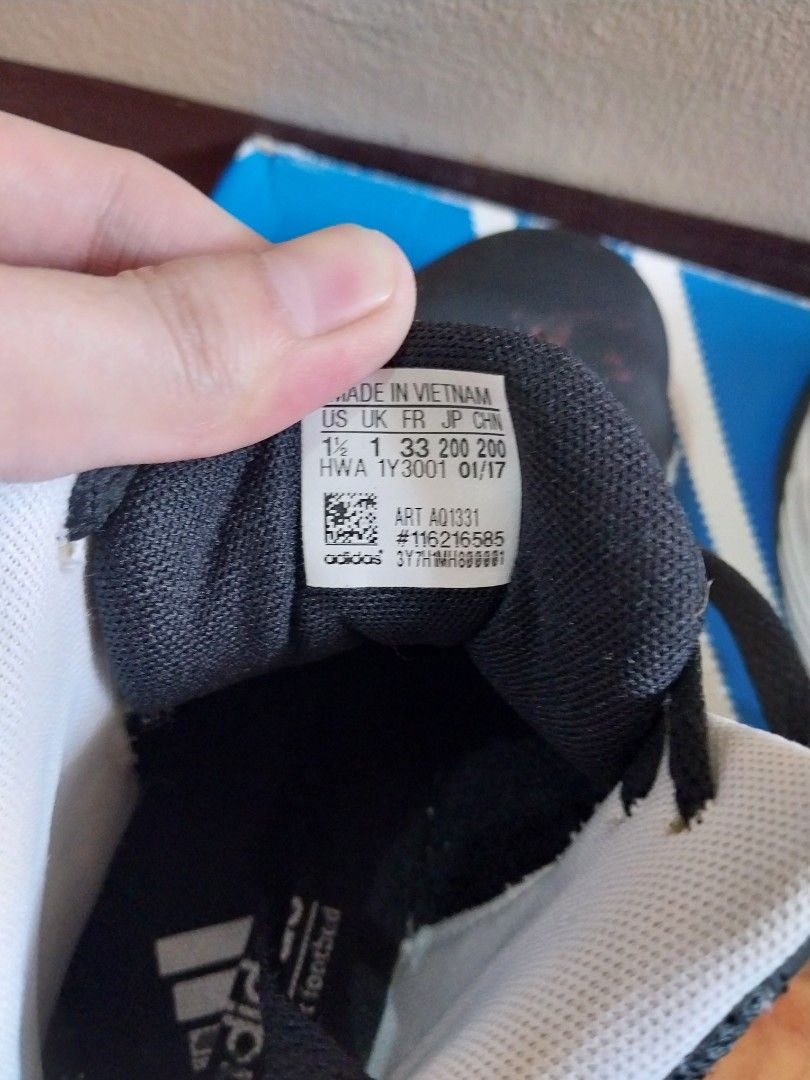 MADE IN VIETNAM
US UK FR JP CHN
1½ 1 33 200 200
HWA 1Y3001 01/17
ART AQ1331
#116216585
adidas 3Y7H1MH600001